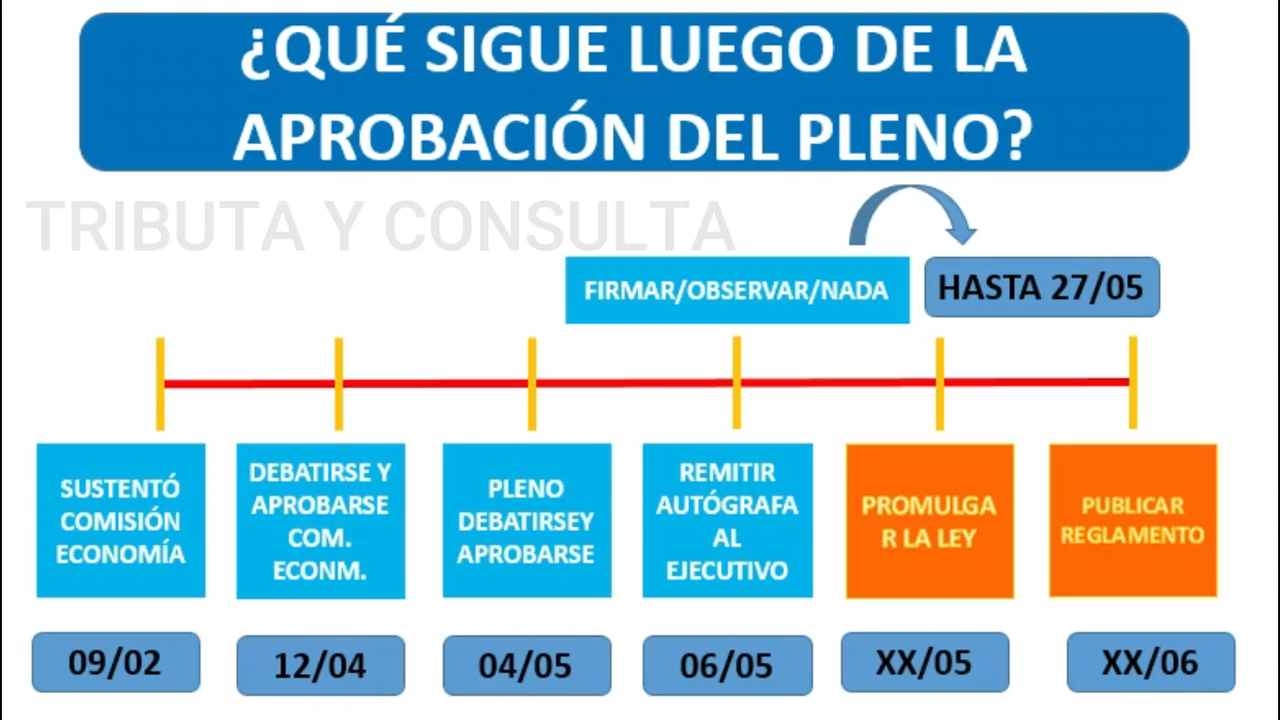 ¿QUÉ SIGUE LUEGO DE LA
APROBACIÓN DEL PLENO?
TRIBUTA Y CONSULTA
FIRMAR/OBSERVAR/NADA
HASTA 27/05
SUSTENTÓ
COMISIÓN
ECONOMÍA
DEBATIRSE Y
APROBARSE
COM.
ECONM.
PLENO
DEBATIRSEY
APROBARSE
REMITIR
AUTÓGRAFA
AL
EJECUTIVO
PROMULGA
R LA LEY
PUBLICAR
REGLAMENTO
09/02
12/04
04/05
06/05
XX/05
XX/06